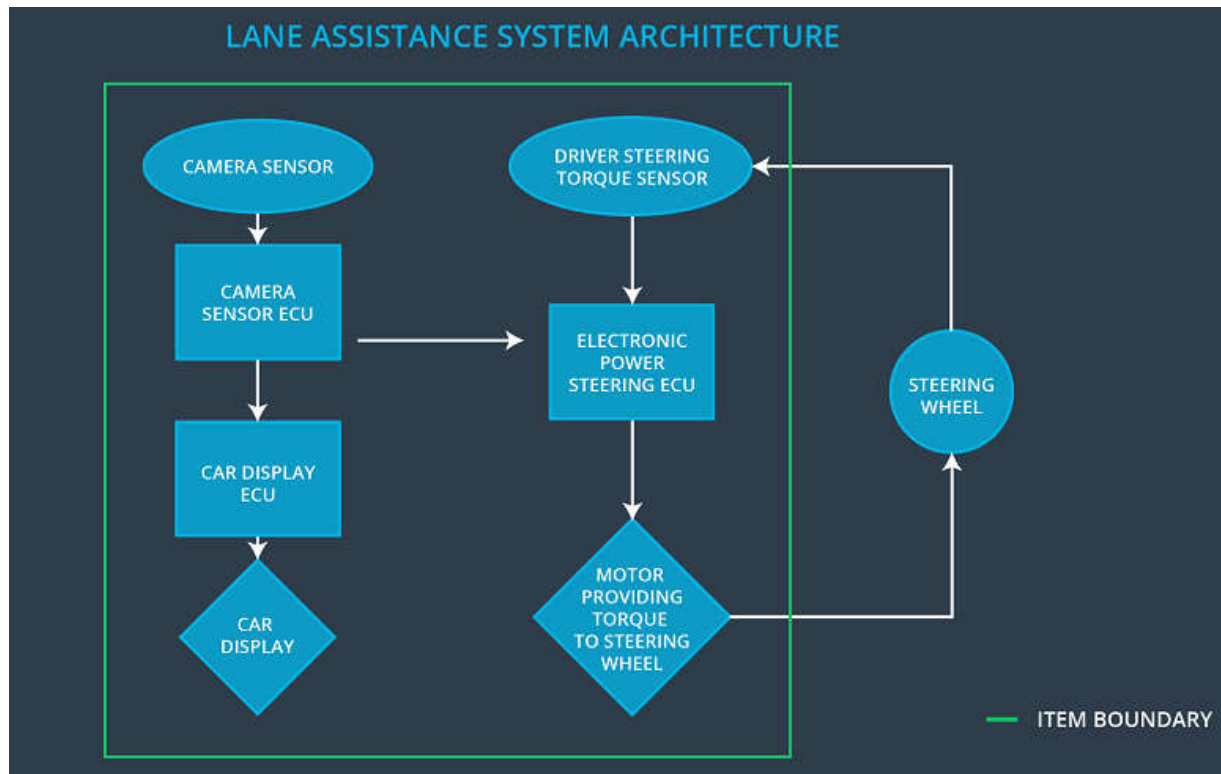 LANE ASSISTANCE SYSTEM ARCHITECTURE
CAMERA SENSOR
DRIVER STEERING
TORQUE SENSOR
CAMERA
SENSOR ECU
ELECTRONIC
POWER
STEERING ECU
STEERING
WHEEL
CAR DISPLAY
ECU
CAR
DISPLAY
MOTOR
PROVIDING
TORQUE
TO STEERING
WHEEL
ITEM BOUNDARY